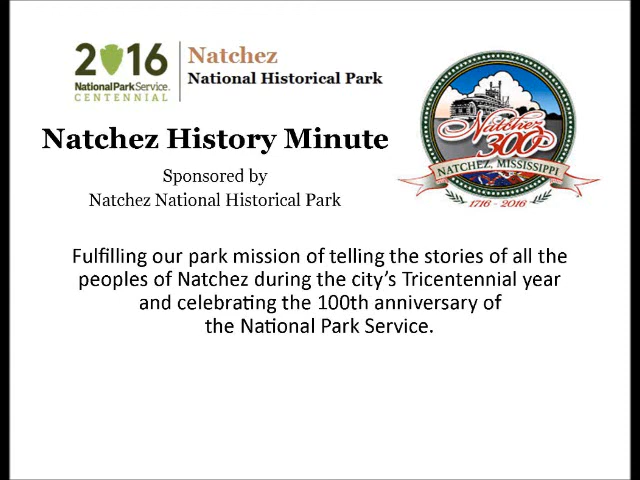 2016
National Park Service
CENTENNIAL
Natchez
National Historical Park
Natchez History Minute
Sponsored by
Natchez National Historical Park
Natchez
300
NATCHEZ, MISSISSIPPI
1716 - 2016
Fulfilling our park mission of telling the stories of all the
peoples of Natchez during the city's Tricentennial year
and celebrating the 100th anniversary of
the National Park Service.